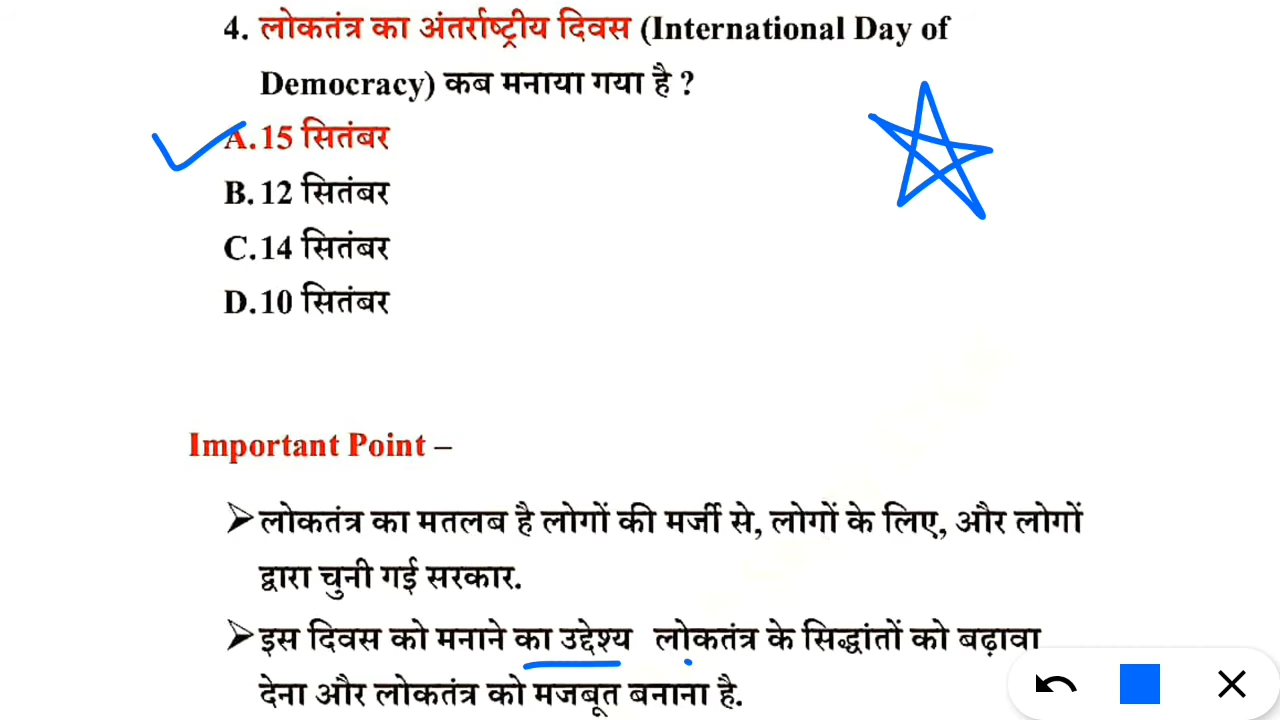 4. लोकतंत्र का अंतर्राष्ट्रीय दिवस (International Day of
Democracy) कब मनाया गया है ?
A. 15 सितंबर
B. 12 सितंबर
C. 14 सितंबर
D. 10 सितंबर
Important Point –
➢ लोकतंत्र का मतलब है लोगों की मर्जी से, लोगों के लिए, और लोगों
द्वारा चुनी गई सरकार.
➢ इस दिवस को मनाने का उद्देश्य लोकतंत्र के सिद्धांतों को बढ़ावा
देना और लोकतंत्र को मजबूत बनाना है.